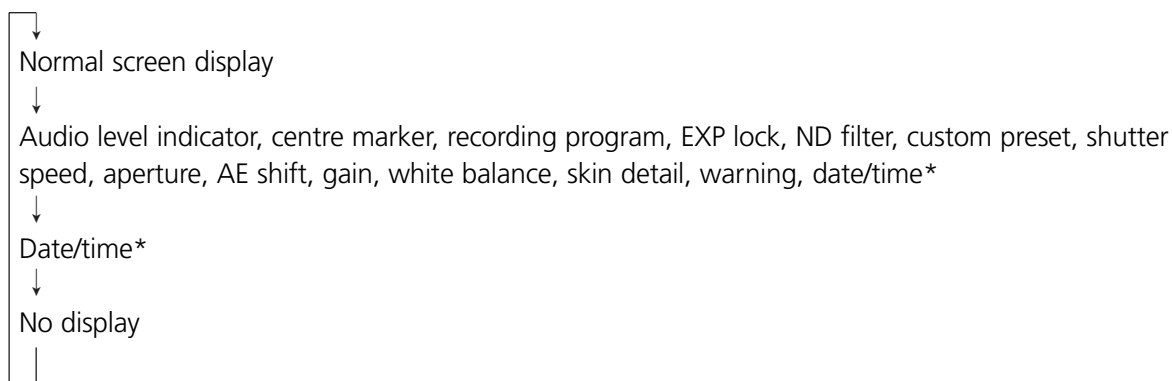 Normal screen display
Audio level indicator, centre marker, recording program, EXP lock, ND filter, custom preset, shutter
speed, aperture, AE shift, gain, white balance, skin detail, warning, date/time*
Date/time*
No display